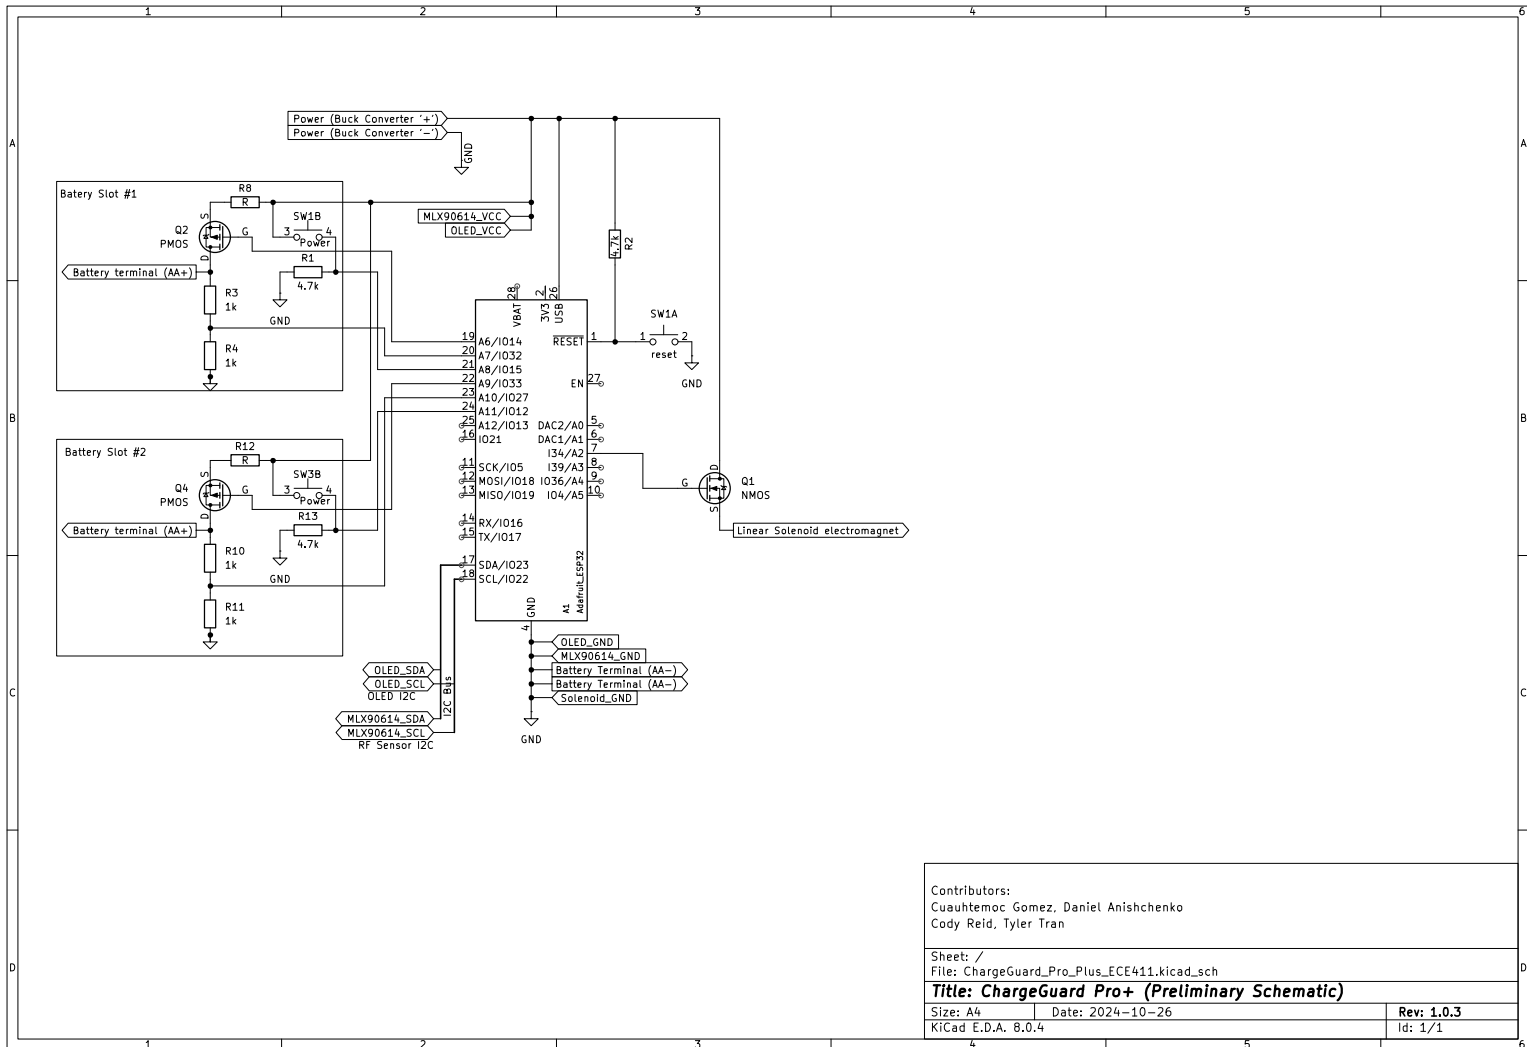 1 2 3 4 5 6
A A
B B
C C
D D
1 2 3 4 5 6
Power (Buck Converter '+')
Power (Buck Converter '-')
GND
Batery Slot #1
R8
R
SW1B
3 4
Power
Q2
PMOS
S
G
D
R1
4.7k
GND
Battery terminal (AA+)
R3
1k
R4
1k
MLX90614_VCC
OLED_VCC
4.7k
R2
Battery Slot #2
R12
R
SW3B
3 4
Power
Q4
PMOS
S
G
D
R13
4.7k
GND
Battery terminal (AA+)
R10
1k
R11
1k
28 2 26
VBAT 3V3 USB
19 A6/IO14
20 A7/IO32
21 A8/IO15
22 A9/IO33
23 A10/IO27
24 A11/IO12
25 A12/IO13
16 IO21
11 SCK/IO5
12 MOSI/IO18
13 MISO/IO19
14 RX/IO16
15 TX/IO17
17 SDA/IO23
18 SCL/IO22
RESET 1
EN 27
DAC2/A0 5
DAC1/A1 6
I34/A2 7
I39/A3 8
IO36/A4 9
IO4/A5 10
GND
4
A1
Adafruit_ESP32
SW1A
1 2
reset
GND
D
G
S
Q1
NMOS
Linear Solenoid electromagnet
OLED_GND
MLX90614_GND
Battery Terminal (AA-)
Battery Terminal (AA-)
Solenoid_GND
GND
OLED_SDA
OLED_SCL
OLED I2C
I2C Bus
MLX90614_SDA
MLX90614_SCL
RF Sensor I2C
Contributors:
Cuauhtemoc Gomez, Daniel Anishchenko
Cody Reid, Tyler Tran
Sheet: /
File: ChargeGuard_Pro_Plus_ECE411.kicad_sch
Title: ChargeGuard Pro+ (Preliminary Schematic)
Size: A4 Date: 2024-10-26 Rev: 1.0.3
KiCad E.D.A. 8.0.4 Id: 1/1